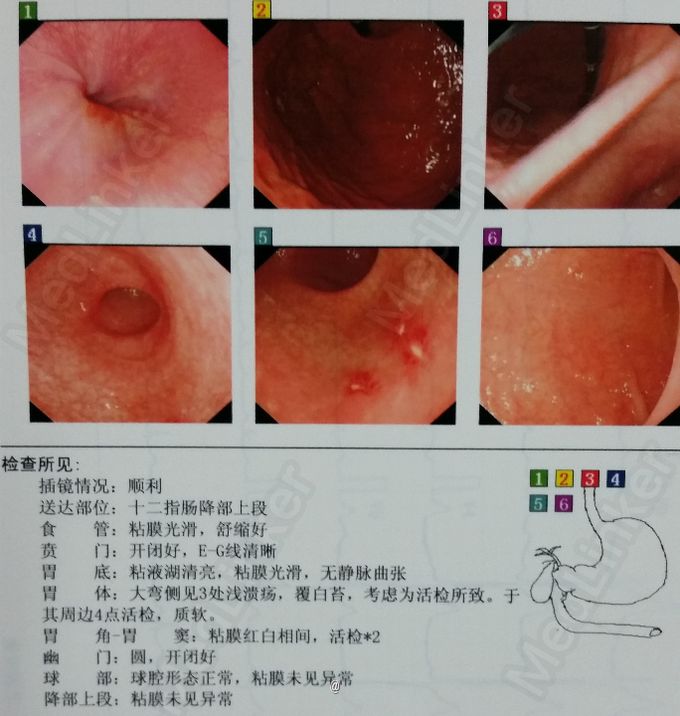 1 2 3
4 5 6
检查所见:
插镜情况: 顺利
送达部位: 十二指肠降部上段
食 管: 粘膜光滑, 舒缩好
贲 门: 开闭好, E-G线清晰
胃 底: 粘液湖清亮, 粘膜光滑, 无静脉曲张
胃 体: 大弯侧见3处浅溃疡, 覆白苔, 考虑为活检所致。于
其周边4点活检, 质软。
胃 角-胃 窦: 粘膜红白相间, 活检*2
幽 门: 圆, 开闭好
球 部: 球腔形态正常, 粘膜未见异常
降部上段: 粘膜未见异常
1 2 3 4
5 6
@
MedLinker
MedLinker
MedLinker
MedLinker
MedLinker
MedLinker